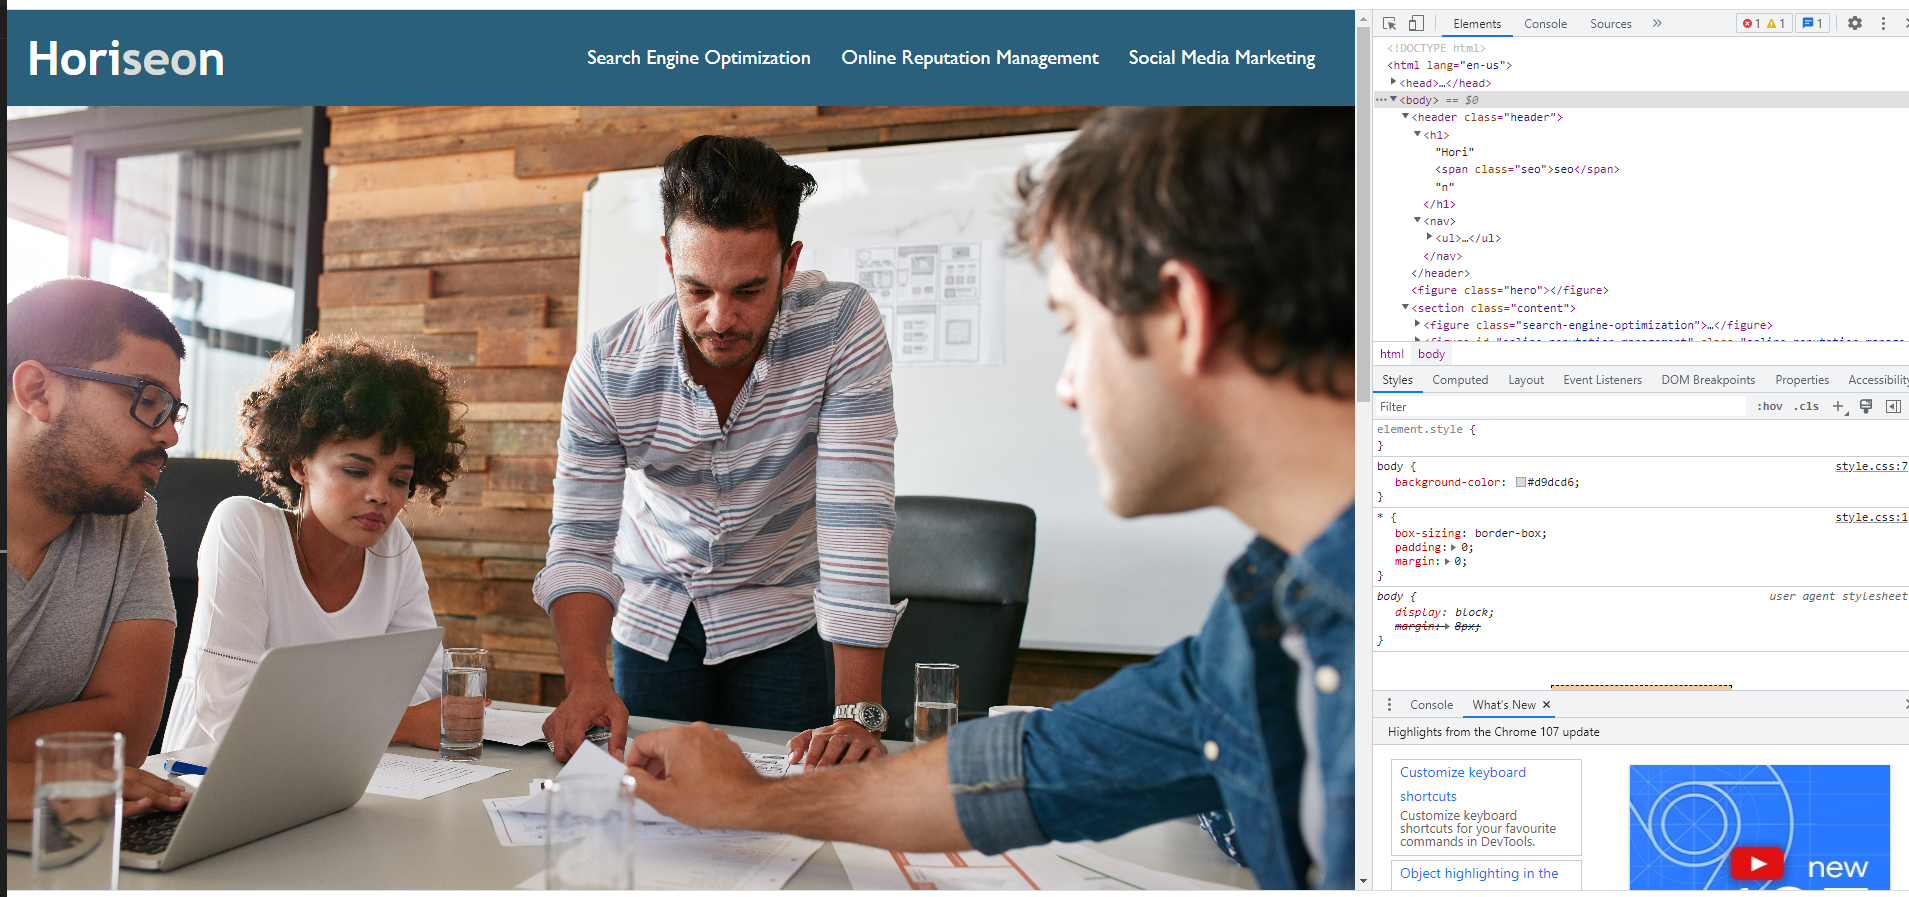 Horiseon
Search Engine Optimization
Online Reputation Management
Social Media Marketing
Elements
Console
Sources
»
1
1
1
<!DOCTYPE html>
<html lang="en-us">
<head>…</head>
<body> == $0
<header class="header">
<h1>
"Hori"
<span class="seo">seo</span>
"n"
</h1>
<nav>
<ul>…</ul>
</nav>
</header>
<figure class="hero"></figure>
<section class="content">
<figure class="search-engine-optimization">…</figure>
html
body
Styles
Computed
Layout
Event Listeners
DOM Breakpoints
Properties
Accessibility
Filter
:hov
.cls
element.style {
}
body {
style.css:7
background-color: #d9dcd6;
}
* {
style.css:1
box-sizing: border-box;
padding: 0;
margin: 0;
}
body {
user agent stylesheet
display: block;
margin: 8px;
}
Console
What's New
Highlights from the Chrome 107 update
Customize keyboard
shortcuts
Customize keyboard
shortcuts for your favourite
commands in DevTools.
Object highlighting in the
new